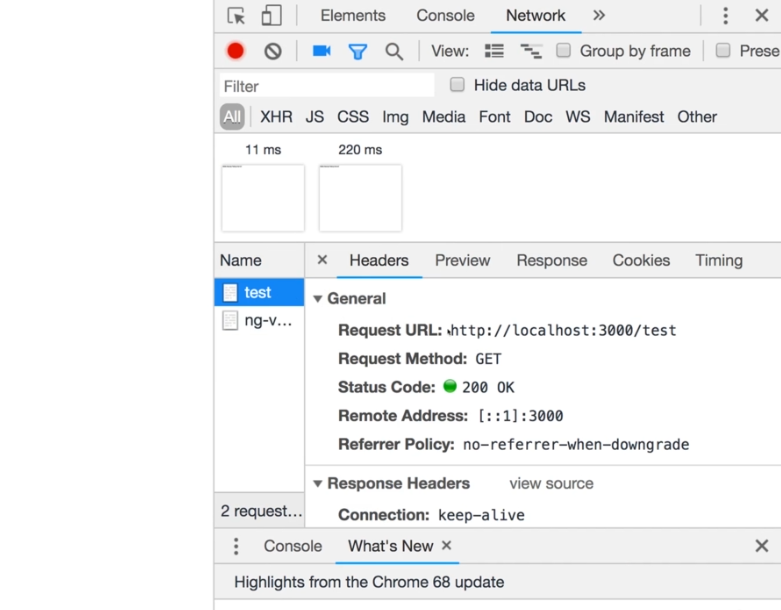 Elements Console Network »
View: Group by frame Prese
Filter Hide data URLs
All XHR JS CSS Img Media Font Doc WS Manifest Other
11 ms 220 ms
Name × Headers Preview Response Cookies Timing
test
ng-v...
▼ General
Request URL: http://localhost:3000/test
Request Method: GET
Status Code: 200 OK
Remote Address: [::1]:3000
Referrer Policy: no-referrer-when-downgrade
▼ Response Headers view source
Connection: keep-alive
2 request...
Console What's New ×
Highlights from the Chrome 68 update